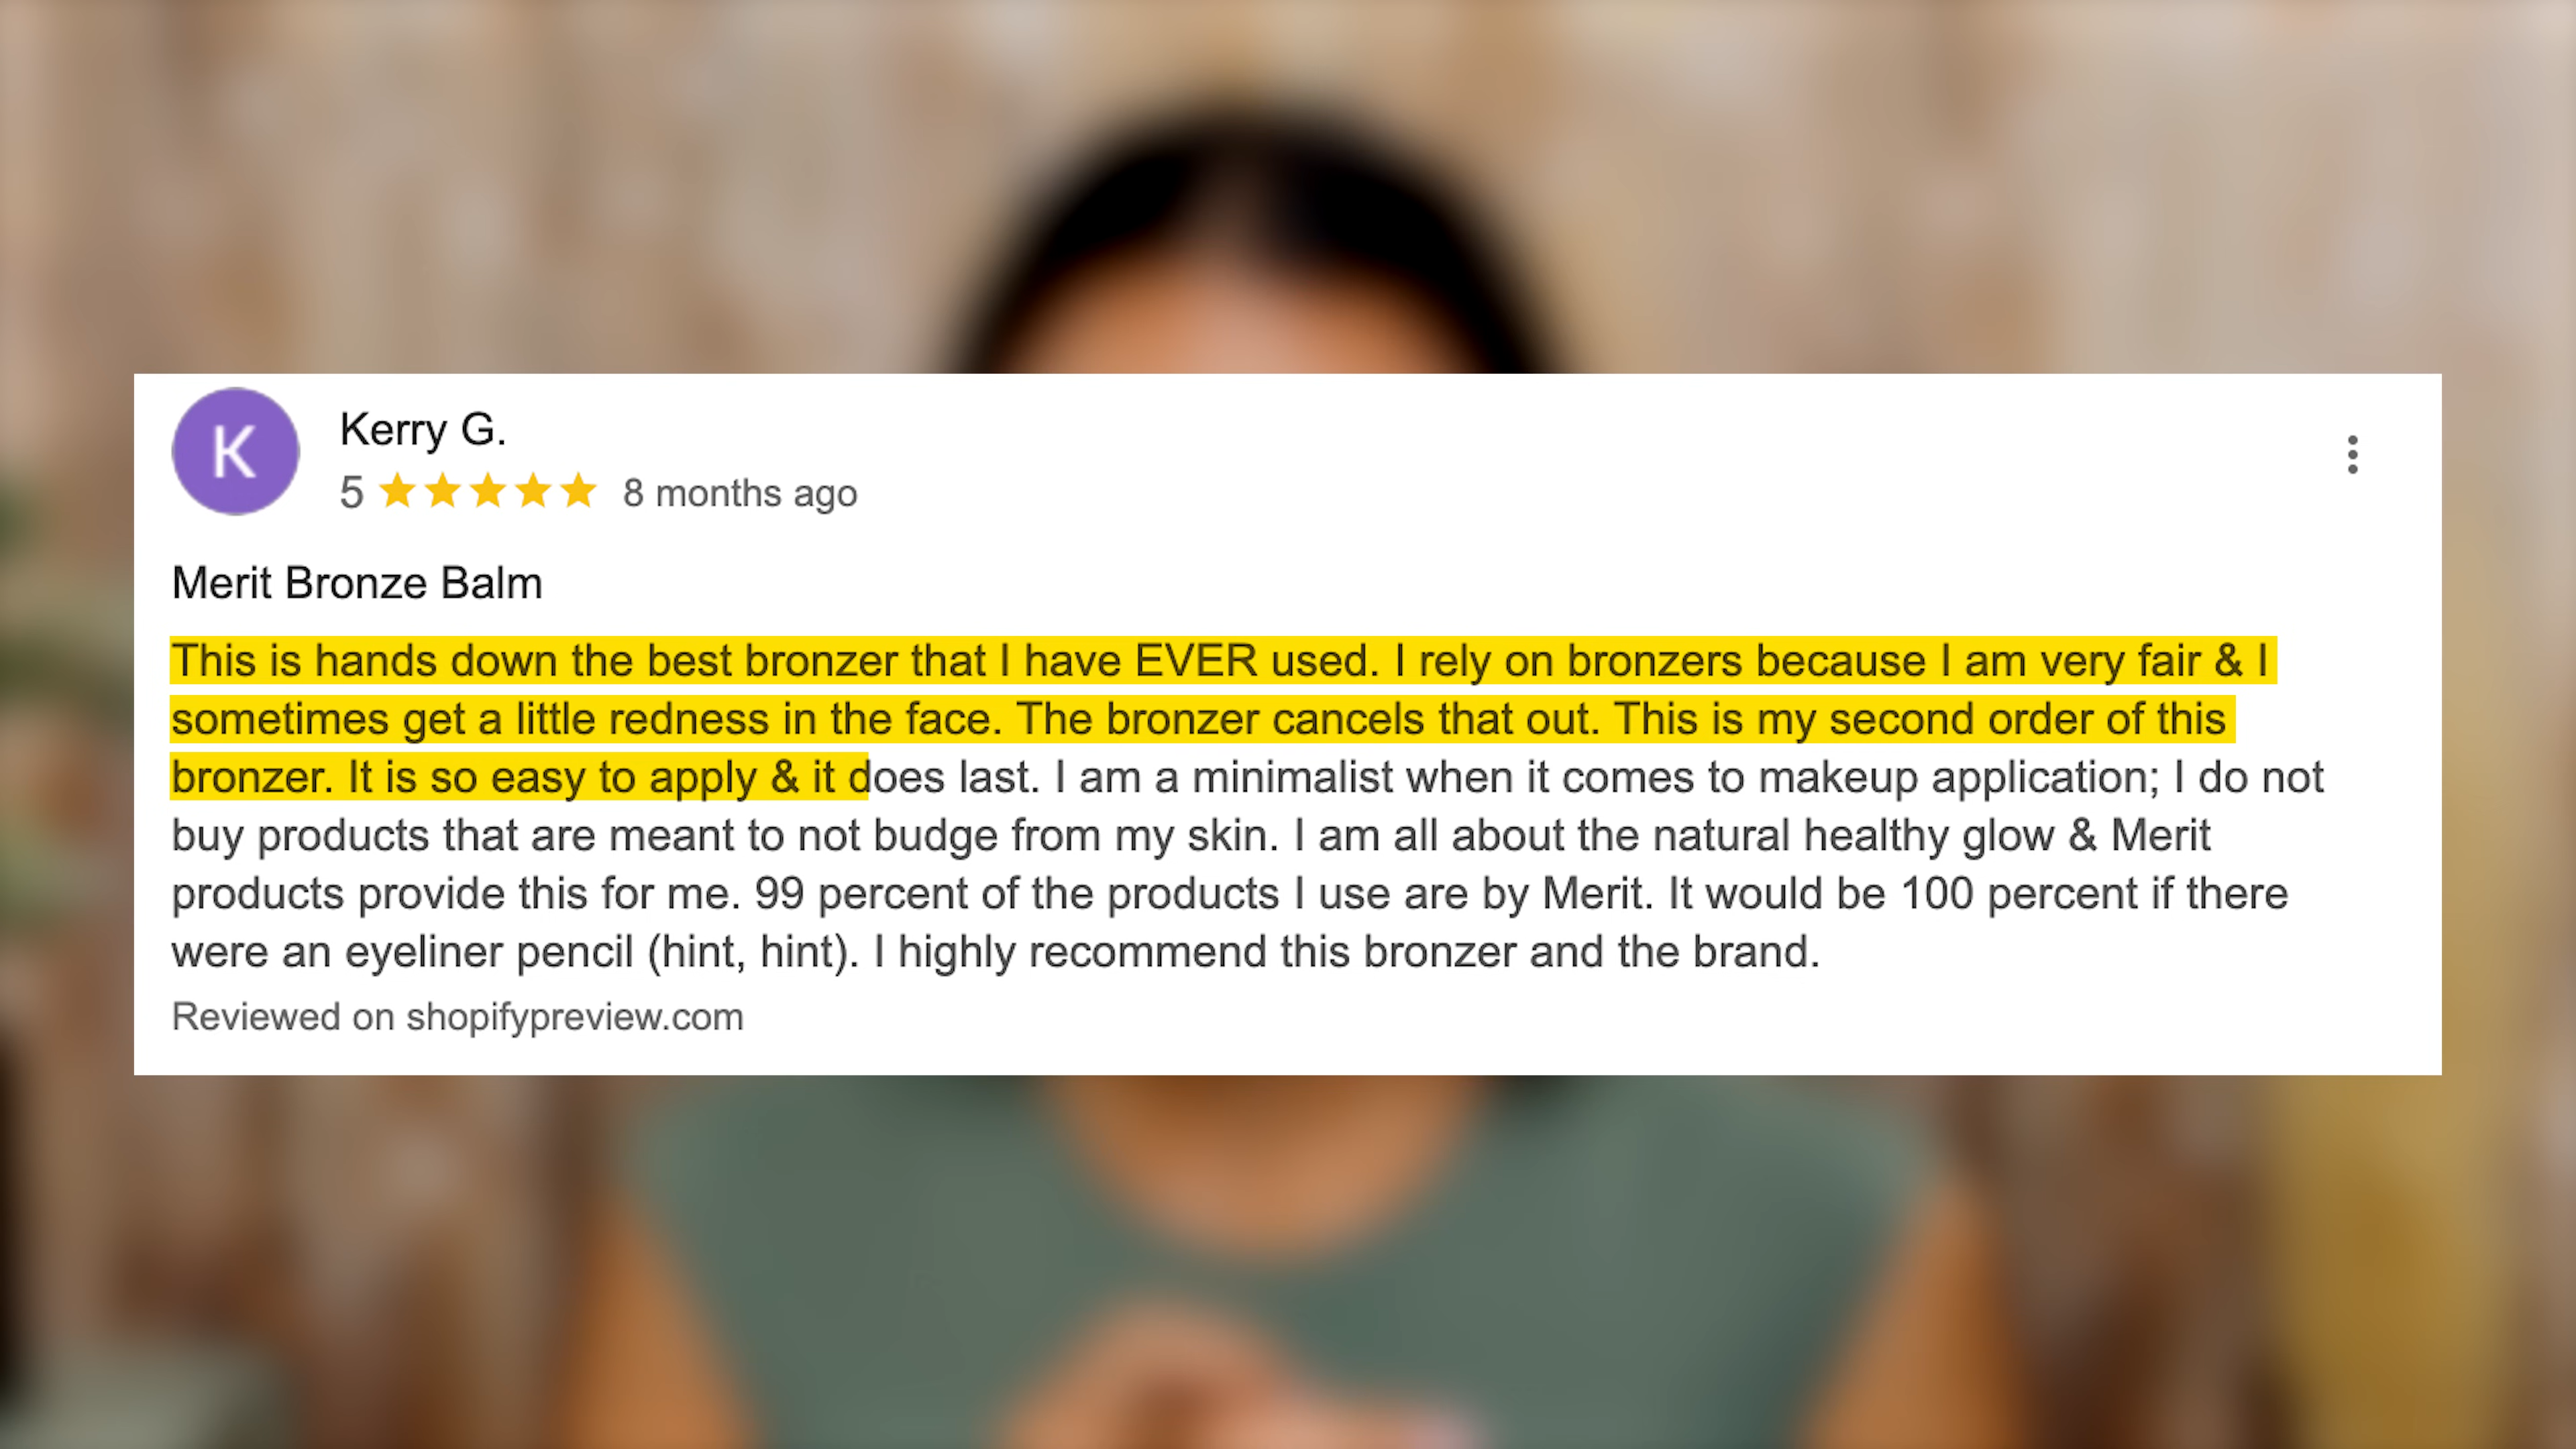 K
Kerry G.
5 ★★★★★ 8 months ago
Merit Bronze Balm
This is hands down the best bronzer that I have EVER used. I rely on bronzers because I am very fair & I
sometimes get a little redness in the face. The bronzer cancels that out. This is my second order of this
bronzer. It is so easy to apply & it does last. I am a minimalist when it comes to makeup application; I do not
buy products that are meant to not budge from my skin. I am all about the natural healthy glow & Merit
products provide this for me. 99 percent of the products I use are by Merit. It would be 100 percent if there
were an eyeliner pencil (hint, hint). I highly recommend this bronzer and the brand.
Reviewed on shopifypreview.com